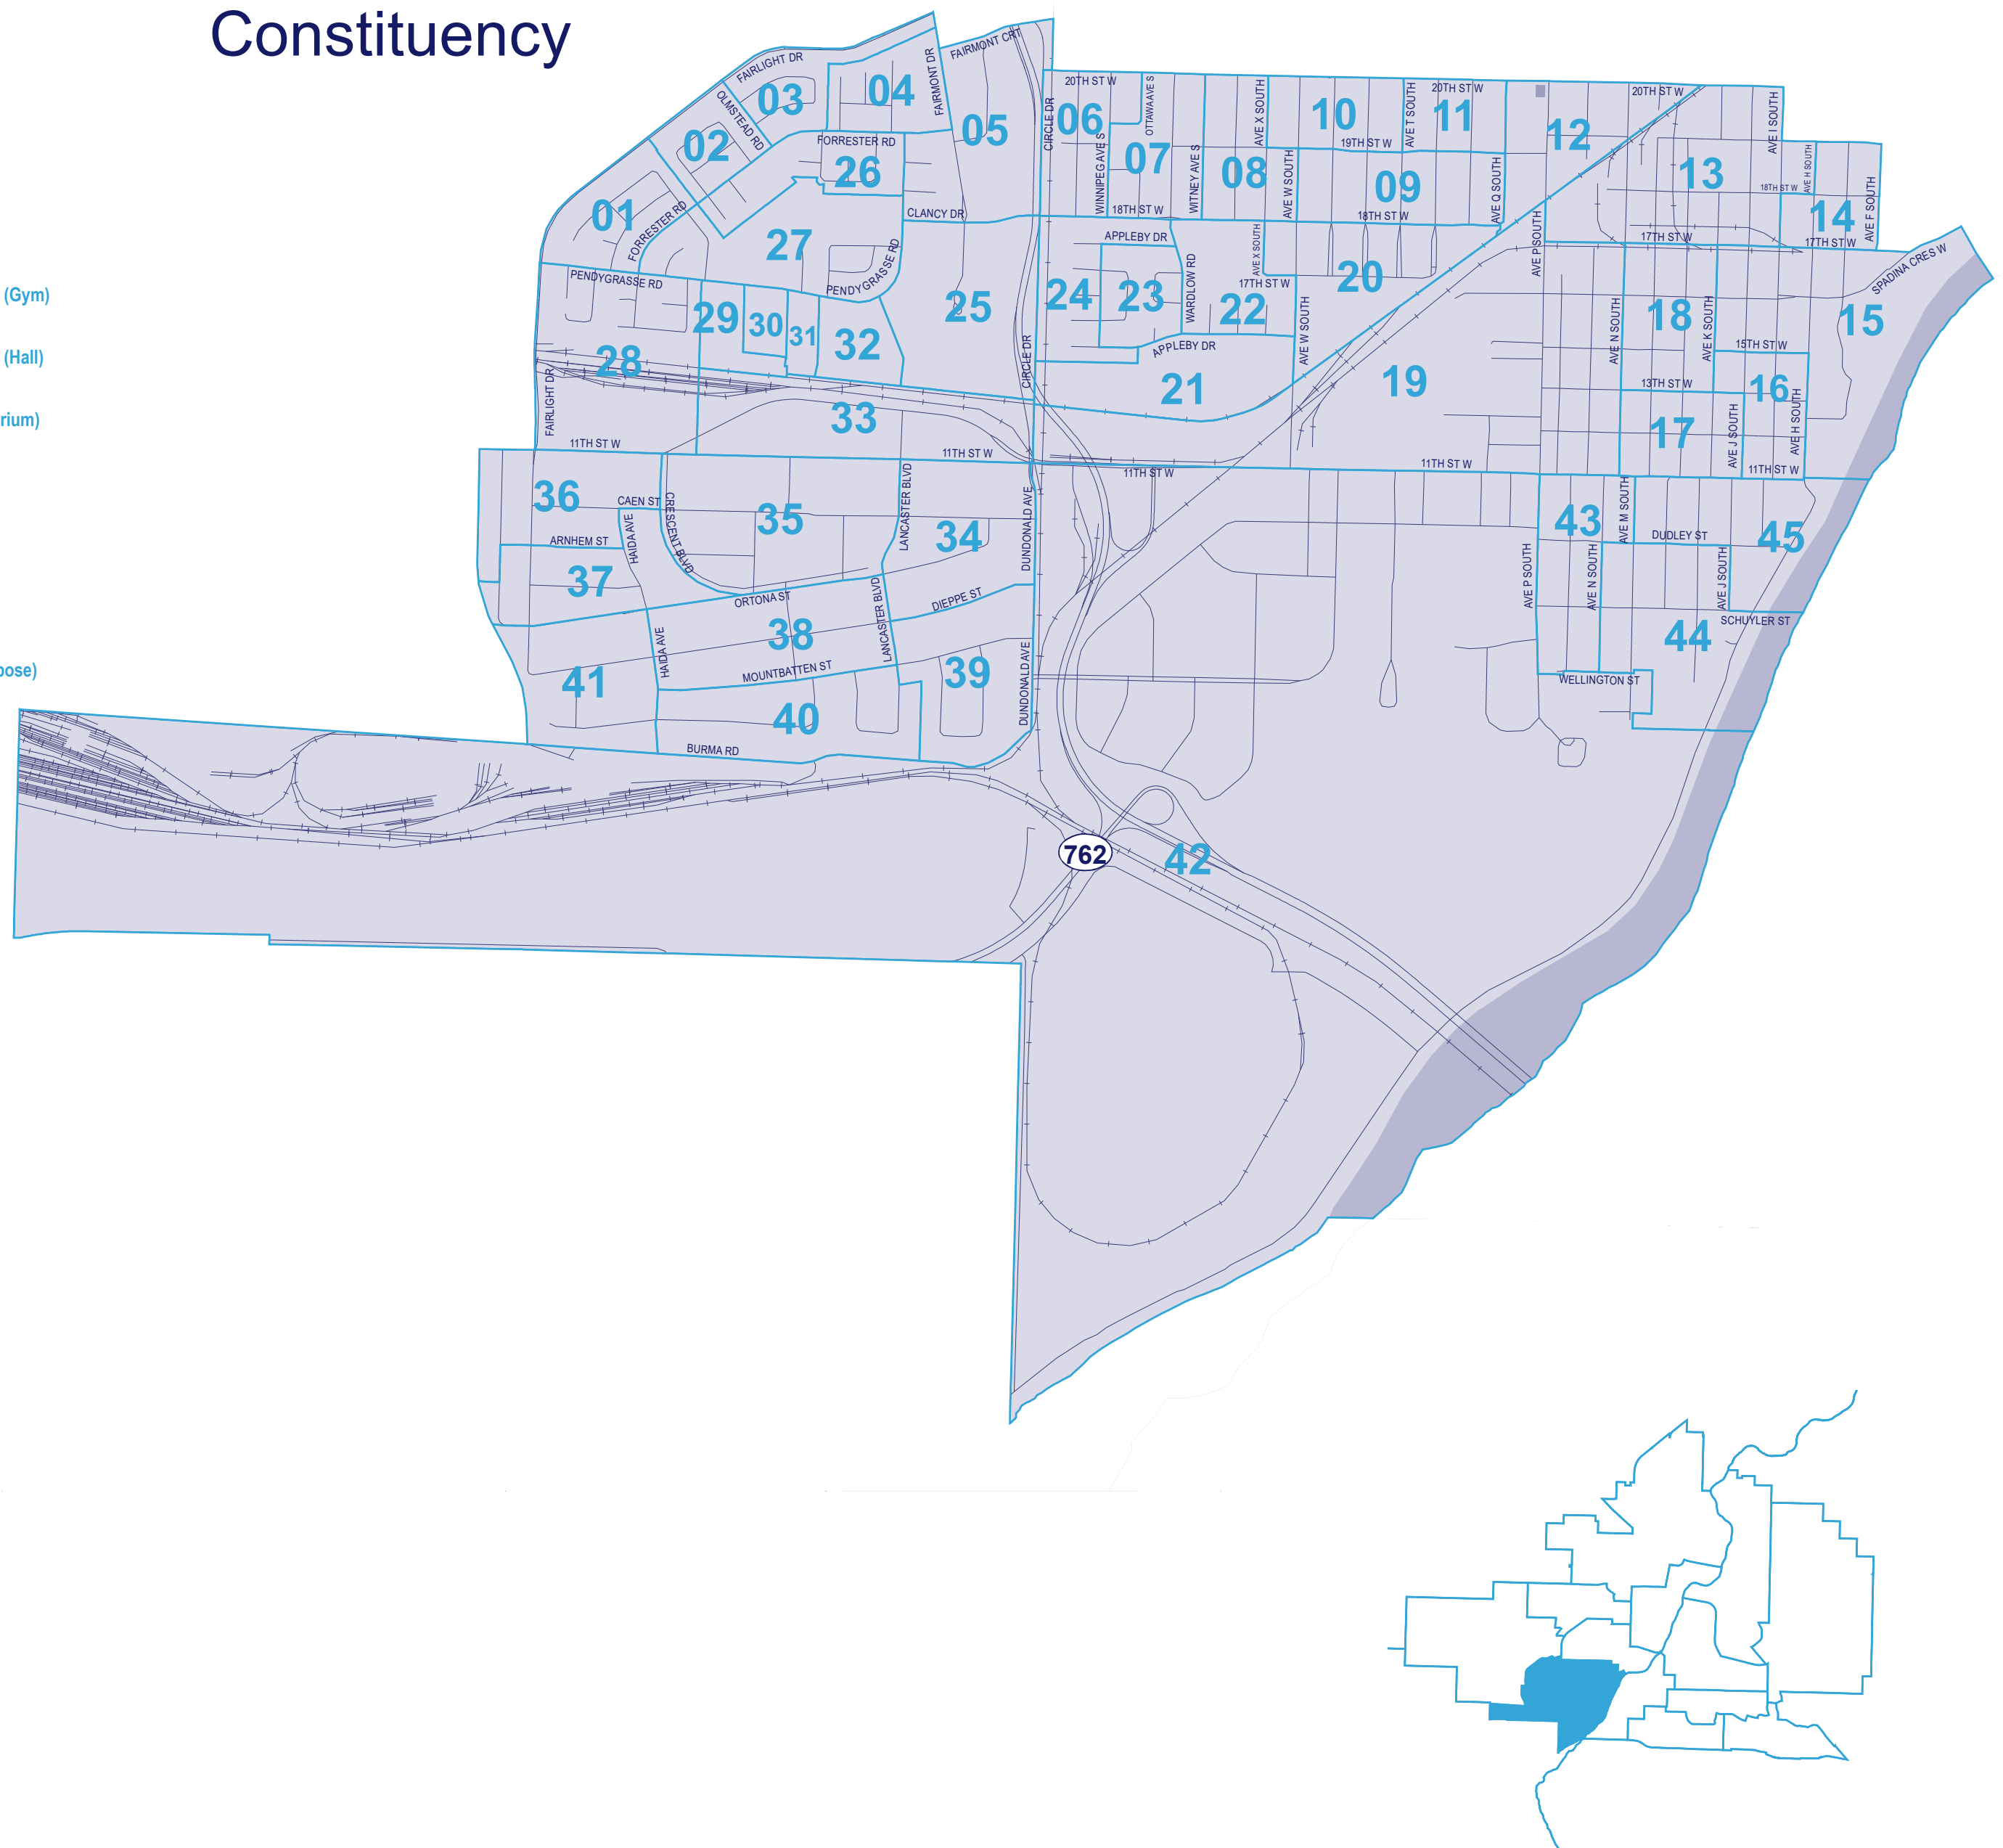 Constituency
(Gym)
(Hall)
rium)
pose)
FAIRLIGHT DR
OLMSTEAD RD
FAIRMONT DR
FAIRMONT CRT
03
04
02
05
01
26
27
FORRESTER RD
FORRESTER RD
CLANCY DR
PENDYGRASSE RD
PENDYGRASSE RD
CIRCLE DR
20TH ST W
OTTAWA AVE S
AVE X SOUTH
AVE T SOUTH
20TH ST W
20TH ST W
AVE I SOUTH
06
07
08
10
11
09
12
13
14
WINNIPEG AVE S
WITNEY AVE S
AVE W SOUTH
19TH ST W
AVE Q SOUTH
18TH ST W
18TH ST W
18TH ST W
AVE H SOUTH
AVE F SOUTH
17TH ST W
17TH ST W
SPADINA CRES W
APPLEBY DR
WARDLOW RD
AVE X SOUTH
17TH ST W
AVE P SOUTH
24
23
22
20
25
21
19
18
15
16
17
APPLEBY DR
AVE W SOUTH
CIRCLE DR
AVE N SOUTH
AVE K SOUTH
15TH ST W
13TH ST W
AVE J SOUTH
AVE H SOUTH
11TH ST W
28
29
30
31
32
33
FAIRLIGHT DR
11TH ST W
11TH ST W
11TH ST W
11TH ST W
36
CAEN ST
CRESCENT BLVD
35
LANCASTER BLVD
34
DUNDONALD AVE
ARNHEM ST
HAIDA AVE
37
ORTONA ST
38
LANCASTER BLVD
DIEPPE ST
HAIDA AVE
MOUNTBATTEN ST
41
40
39
DUNDONALD AVE
BURMA RD
43
AVE M SOUTH
DUDLEY ST
45
AVE P SOUTH
AVE N SOUTH
AVE J SOUTH
SCHUYLER ST
44
WELLINGTON ST
762
42